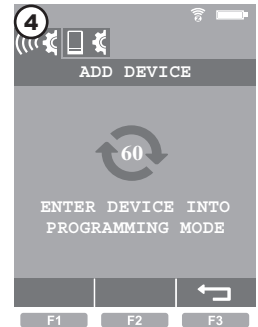 4
ADD DEVICE
60
ENTER DEVICE INTO
PROGRAMMING MODE
F1 F2 F3